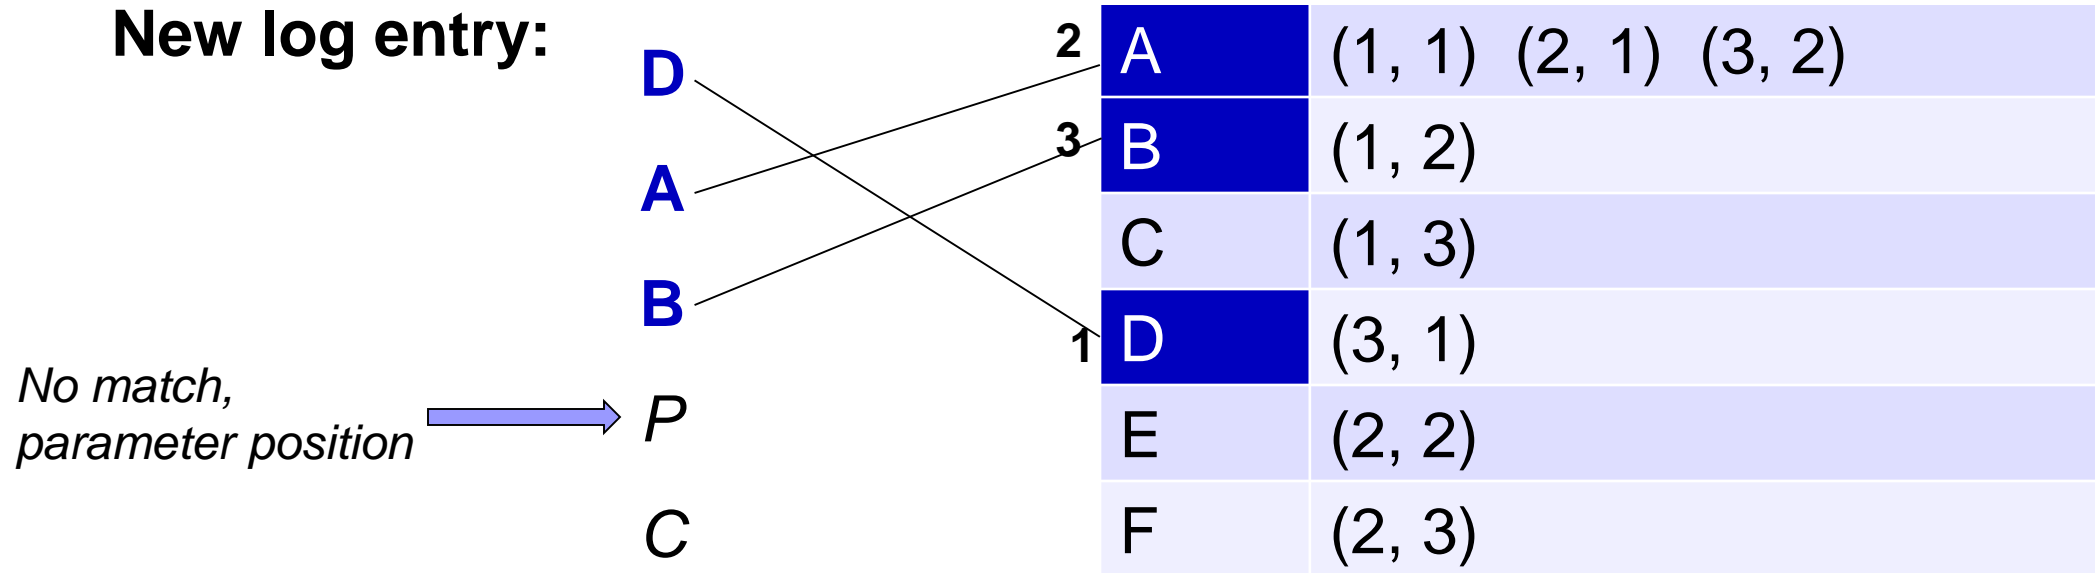 New log entry:
D
A
B
No match,
parameter position
P
C
2 A (1, 1) (2, 1) (3, 2)
3 B (1, 2)
C (1, 3)
1 D (3, 1)
E (2, 2)
F (2, 3)